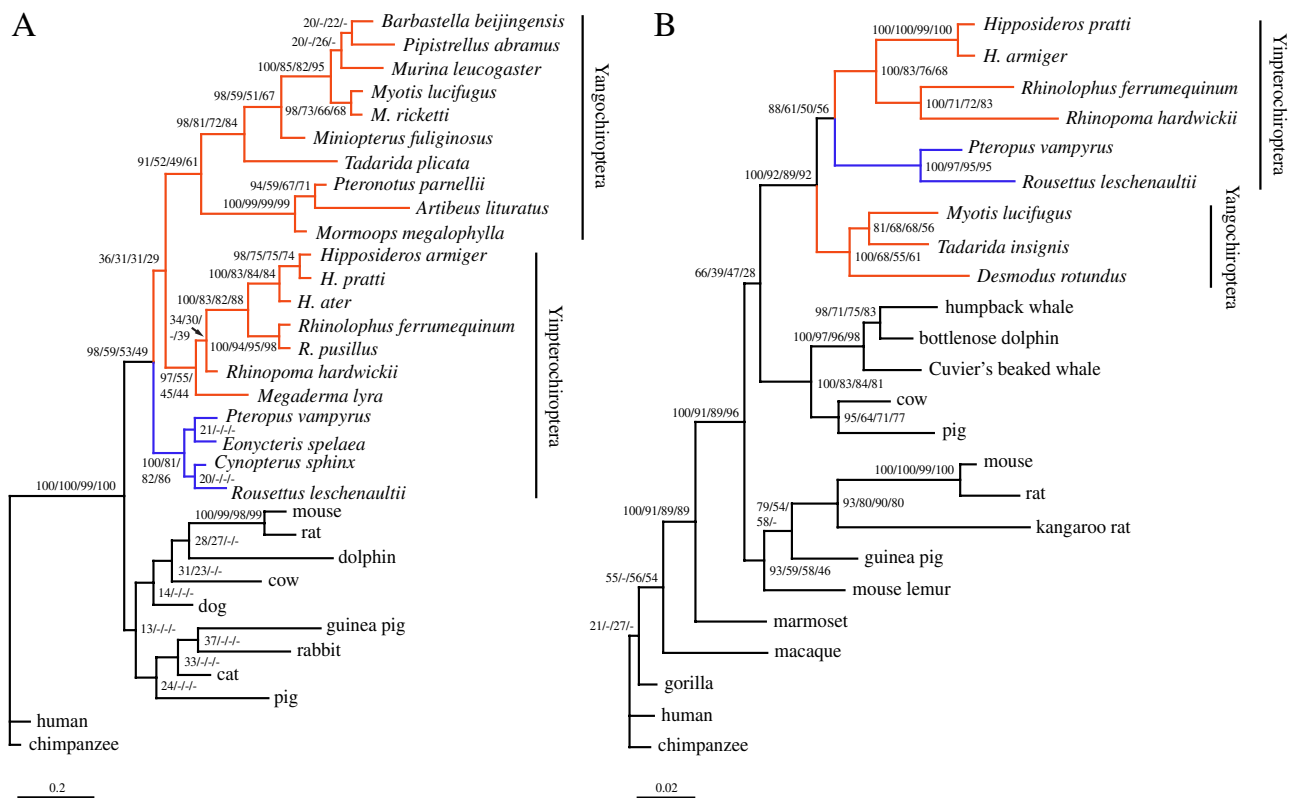 A
20/-/22/-
Barbastella beijingensis
20/-/26/-
Pipistrellus abramus
100/85/82/95
Murina leucogaster
98/59/51/67
Myotis lucifugus
98/73/66/68
M. ricketti
98/81/72/84
Miniopterus fuliginosus
91/52/49/61
Tadarida plicata
94/59/67/71
Pteronotus parnellii
100/99/99/99
Artibeus lituratus
Mormoops megalophylla
Yangochiroptera
36/31/31/29
98/75/75/74
Hipposideros armiger
100/83/84/84
H. pratti
100/83/82/88
H. ater
34/30/
-/39
Rhinolophus ferrumequinum
100/94/95/98
R. pusillus
98/59/53/49
Rhinopoma hardwickii
97/55/
45/44
Megaderma lyra
Pteropus vampyrus
21/-/-/-
Eonycteris spelaea
100/81/
82/86
Cynopterus sphinx
20/-/-/-
Rousettus leschenaultii
Yinpterochiroptera
100/100/99/100
mouse
100/99/98/99
rat
28/27/-/-
dolphin
31/23/-/-
cow
14/-/-/-
dog
13/-/-/-
guinea pig
37/-/-/-
rabbit
33/-/-/-
cat
24/-/-/-
pig
human
chimpanzee
0.2
B
100/100/99/100
Hipposideros pratti
H. armiger
100/83/76/68
Rhinolophus ferrumequinum
100/71/72/83
Rhinopoma hardwickii
88/61/50/56
Pteropus vampyrus
100/97/95/95
Rousettus leschenaultii
Yinpterochiroptera
100/92/89/92
Myotis lucifugus
81/68/68/56
Tadarida insignis
100/68/55/61
Desmodus rotundus
Yangochiroptera
66/39/47/28
98/71/75/83
humpback whale
bottlenose dolphin
100/97/96/98
Cuvier's beaked whale
100/83/84/81
cow
95/64/71/77
pig
100/91/89/96
100/100/99/100
mouse
rat
93/80/90/80
kangaroo rat
79/54/
58/-
guinea pig
93/59/58/46
mouse lemur
100/91/89/89
marmoset
55/-/56/54
macaque
21/-/27/-
gorilla
human
chimpanzee
0.02